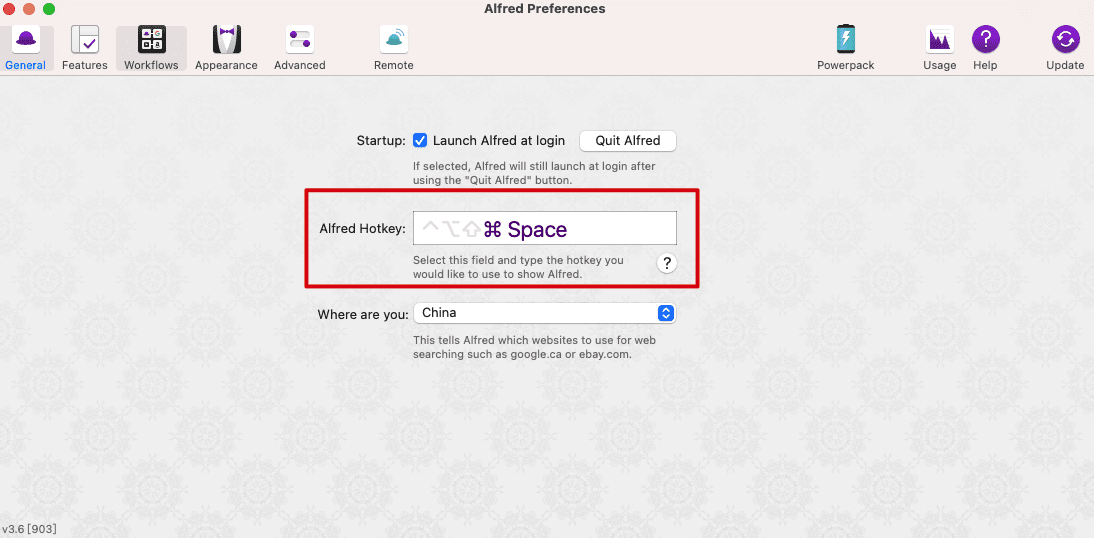 Alfred Preferences
General Features Workflows Appearance Advanced Remote Powerpack Usage Help Update
Startup: Launch Alfred at login Quit Alfred
If selected, Alfred will still launch at login after
using the "Quit Alfred" button.
Alfred Hotkey: ^⌥⇧⌘ Space
Select this field and type the hotkey you
would like to use to show Alfred.
?
Where are you: China
This tells Alfred which websites to use for web
searching such as google.ca or ebay.com.
v3.6 [903]